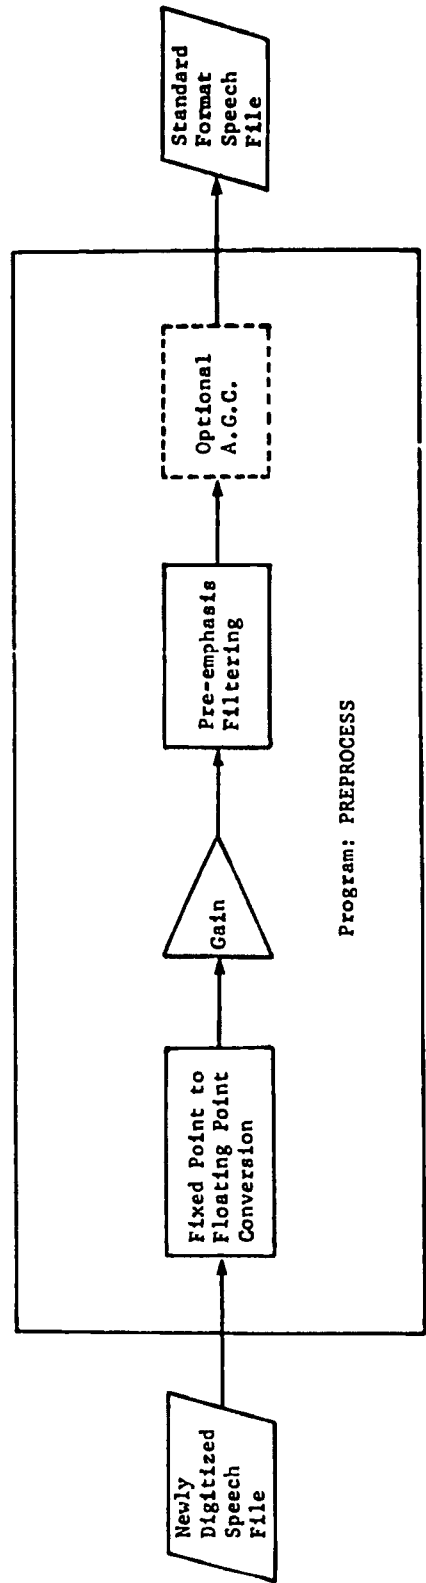 Newly
Digitized
Speech
File
Fixed Point to
Floating Point
Conversion
Gain
Pre-emphasis
Filtering
Optional
A.G.C.
Standard
Format
Speech
File
Program: PREPROCESS